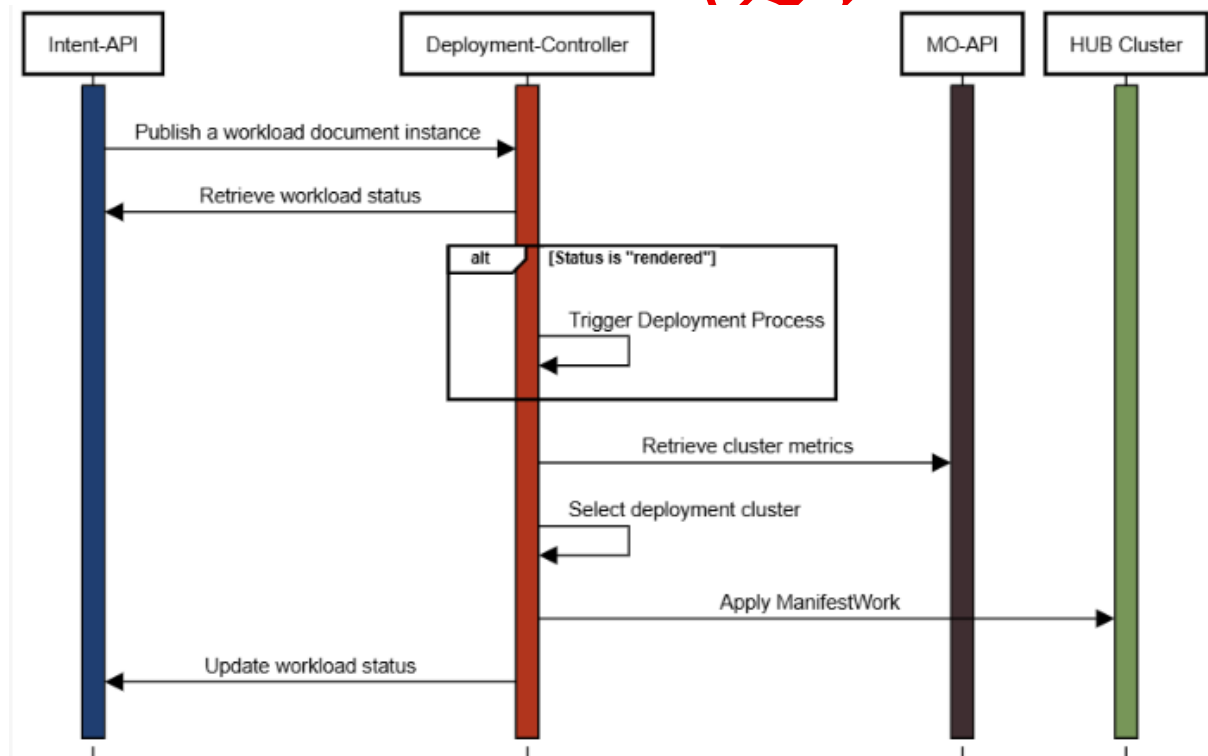 Intent-API
Deployment-Controller
MO-API
HUB Cluster
Publish a workload document instance
Retrieve workload status
alt
[Status is "rendered"]
Trigger Deployment Process
Retrieve cluster metrics
Select deployment cluster
Apply ManifestWork
Update workload status